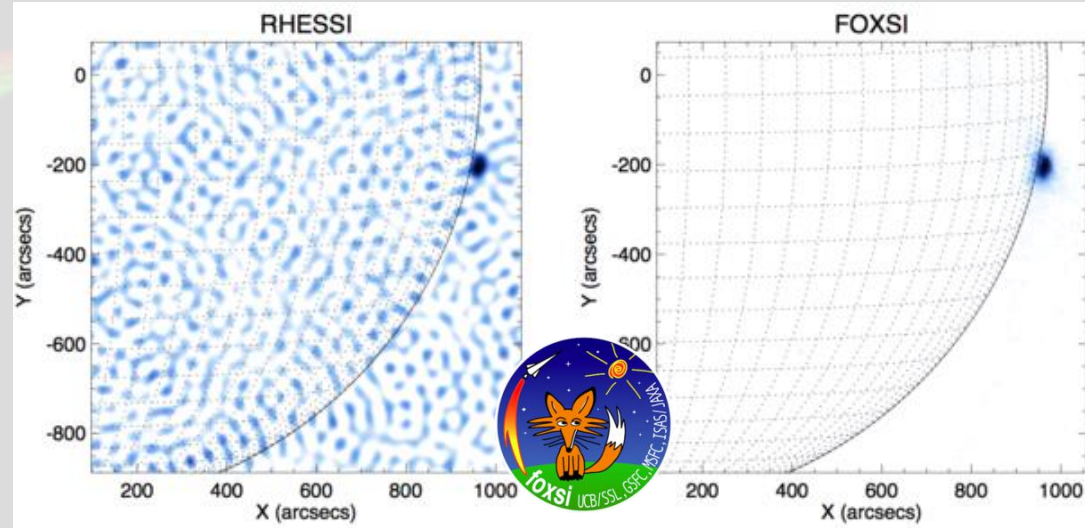 RHESSI
FOXSI
0
-200
-400
-600
-800
Y (arcsecs)
200
400
600
800
1000
X (arcsecs)
0
-200
-400
600
-800
Y (arcsecs)
200
400
600
800
1000
X (arcsecs)
foxsi UCB/SSL, GSFC, MSFC, ISAS/JAXA